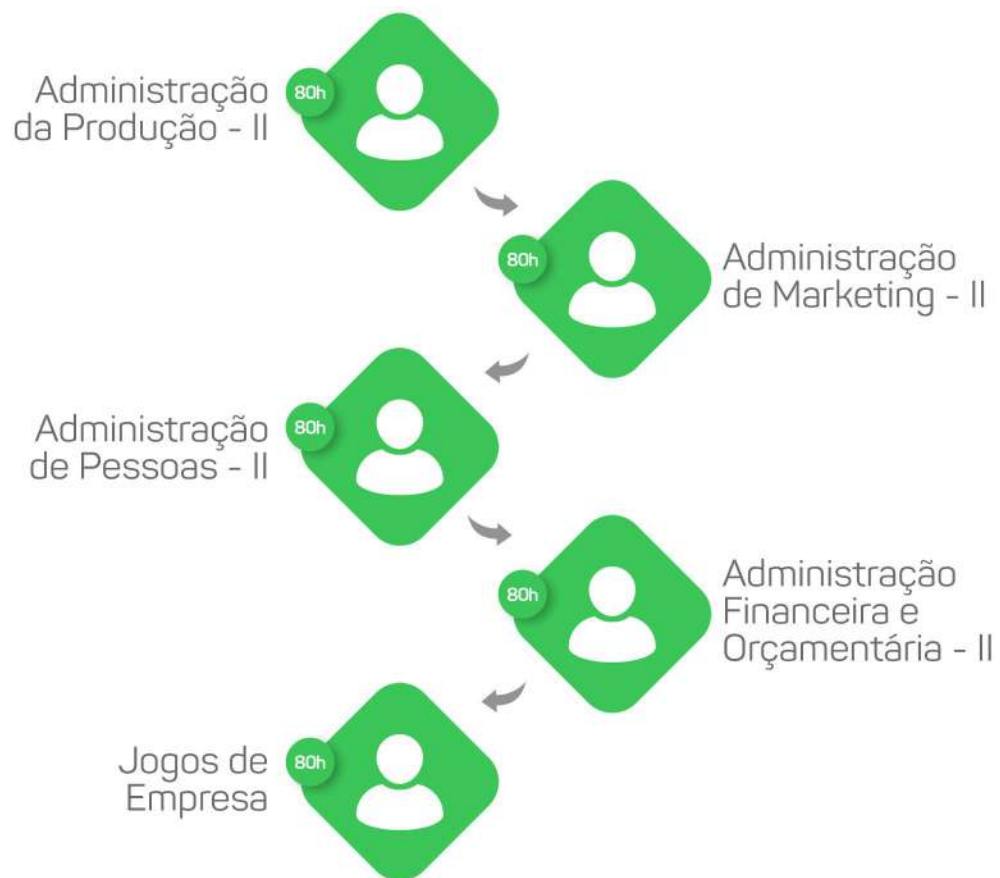 Administração
da Produção - II
80h
80h
Administração
de Marketing - II
Administração
de Pessoas - II
80h
80h
Administração
Financeira e
Orçamentária - II
Jogos de
Empresa
80h